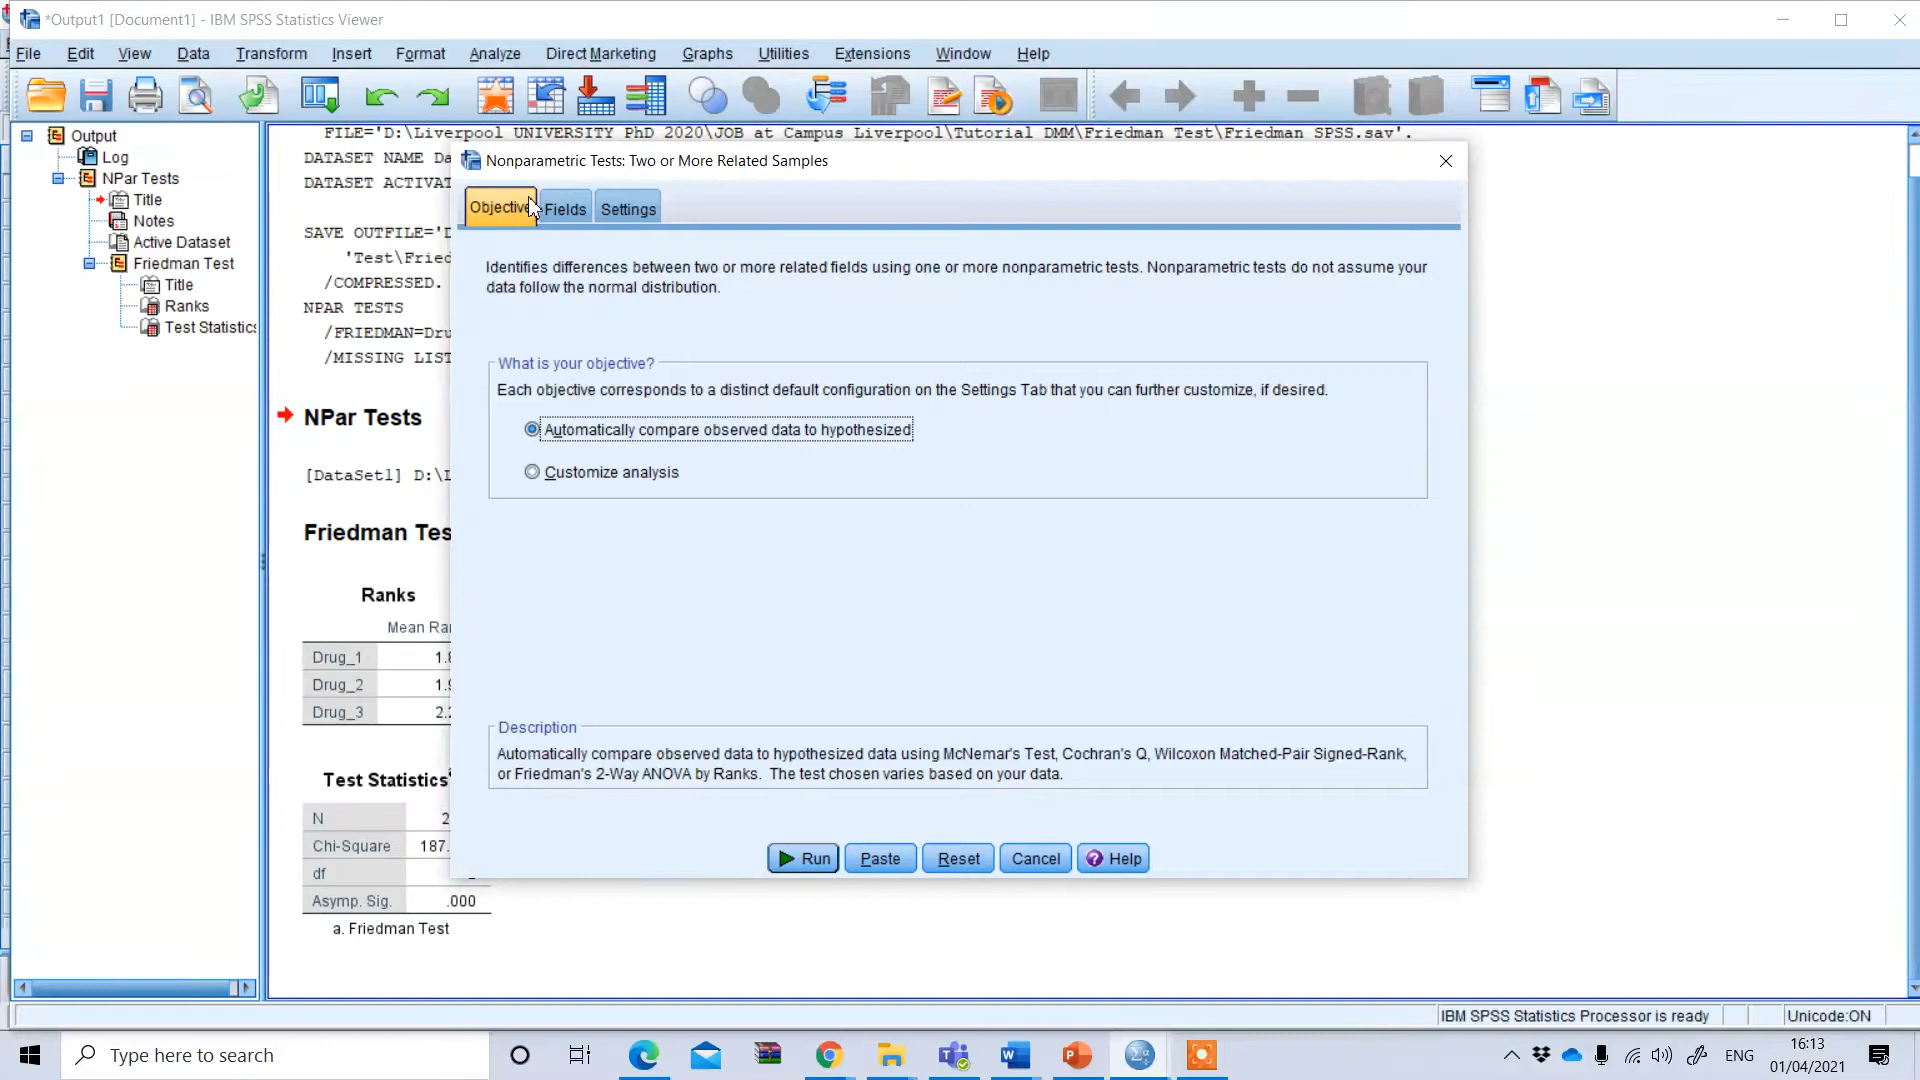 *Output1 [Document1] - IBM SPSS Statistics Viewer
File Edit View Data Transform Insert Format Analyze Direct Marketing Graphs Utilities Extensions Window Help
Output
Log
NPar Tests
Title
Notes
Active Dataset
Friedman Test
Title
Ranks
Test Statistics
FILE='D:\Liverpool UNIVERSITY PhD 2020\JOB at Campus Liverpool\Tutorial DMM\Friedman Test\Friedman SPSS.sav'.
DATASET NAME Da
DATASET ACTIVAT
SAVE OUTFILE='D
'Test\Fried
/COMPRESSED.
NPAR TESTS
/FRIEDMAN=Dru
/MISSING LIST
NPar Tests
[DataSet1] D:\L
Friedman Tes
Ranks
Mean Ra
Drug_1 1.8
Drug_2 1.9
Drug_3 2.2
Test Statistics
N 2
Chi-Square 187.
df
Asymp. Sig. .000
a. Friedman Test
Nonparametric Tests: Two or More Related Samples
Objective Fields Settings
Identifies differences between two or more related fields using one or more nonparametric tests. Nonparametric tests do not assume your
data follow the normal distribution.
What is your objective?
Each objective corresponds to a distinct default configuration on the Settings Tab that you can further customize, if desired.
Automatically compare observed data to hypothesized
Customize analysis
Description
Automatically compare observed data to hypothesized data using McNemar's Test, Cochran's Q, Wilcoxon Matched-Pair Signed-Rank,
or Friedman's 2-Way ANOVA by Ranks. The test chosen varies based on your data.
Run Paste Reset Cancel Help
IBM SPSS Statistics Processor is ready Unicode:ON
Type here to search
ENG
16:13
01/04/2021